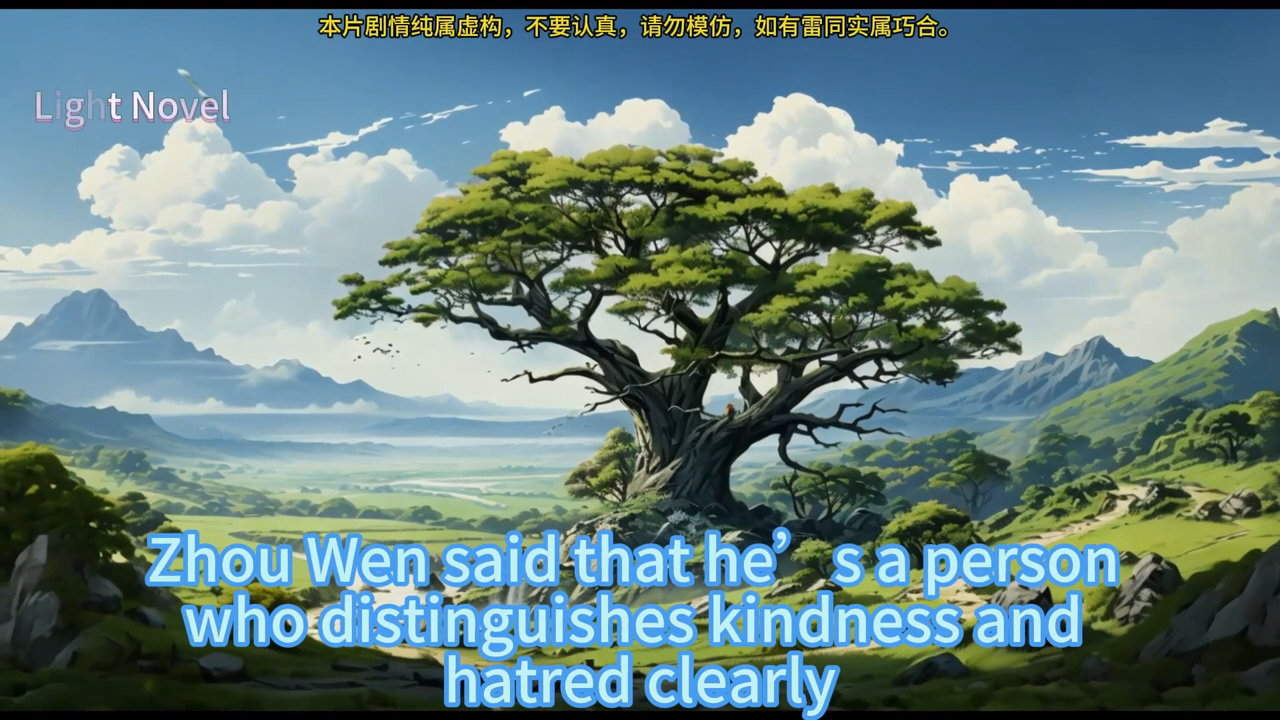 本片剧情纯属虚构，不要认真，请勿模仿，如有雷同实属巧合。
Light Novel
Zhou Wen said that he’s a person
who distinguishes kindness and
hatred clearly